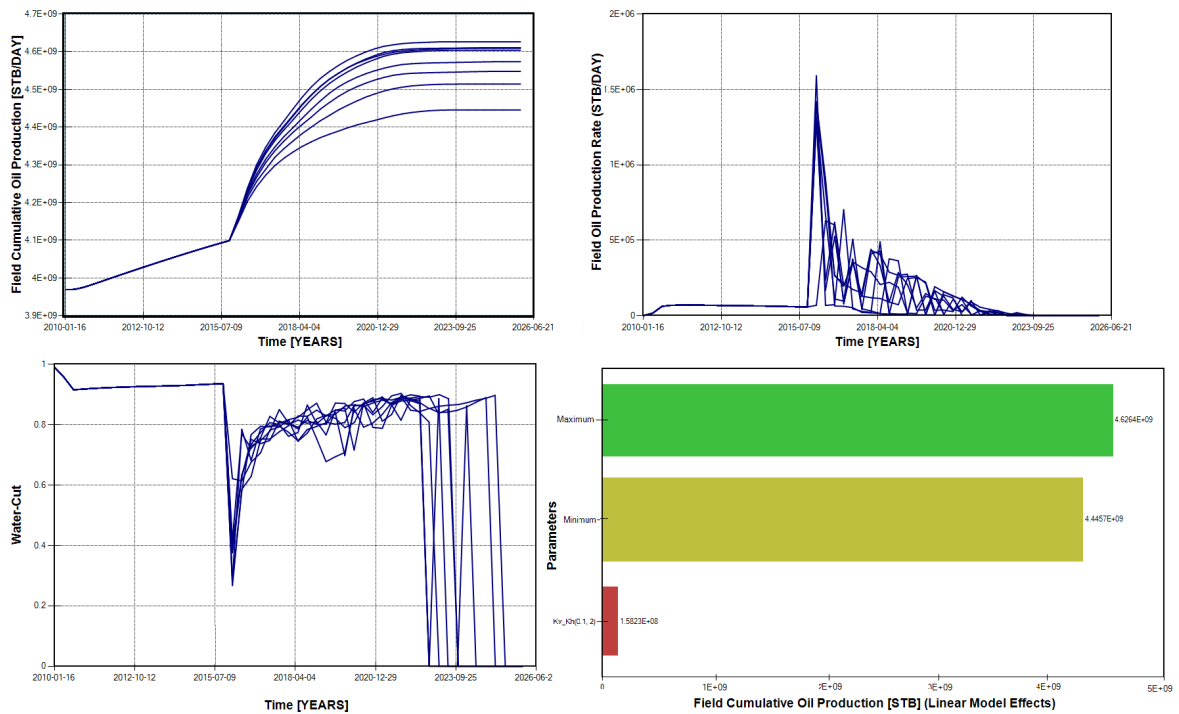 Field Cumulative Oil Production [STB/DAY]
4.7E+09
4.6E+09
4.5E+09
4.4E+09
4.3E+09
4.2E+09
4.1E+09
4E+09
3.9E+09
2010-01-16 2012-10-12 2015-07-09 2018-04-04 2020-12-29 2023-09-25 2026-06-21
Time [YEARS]
Field Oil Production Rate (STB/DAY)
2E+06
1.5E+06
1E+06
5E+05
0
2010-01-16 2012-10-12 2015-07-09 2018-04-04 2020-12-29 2023-09-25 2026-06-21
Time [YEARS]
Water-Cut
1
0.8
0.6
0.4
0.2
0
2010-01-16 2012-10-12 2015-07-09 2018-04-04 2020-12-29 2023-09-25 2026-06-2
Time [YEARS]
Parameters
Maximum 4.6264E+09
Minimum 4.4457E+09
Kv_Kh(0.1, 2) 1.5823E+08
0 1E+09 2E+09 3E+09 4E+09 5E+09
Field Cumulative Oil Production [STB] (Linear Model Effects)